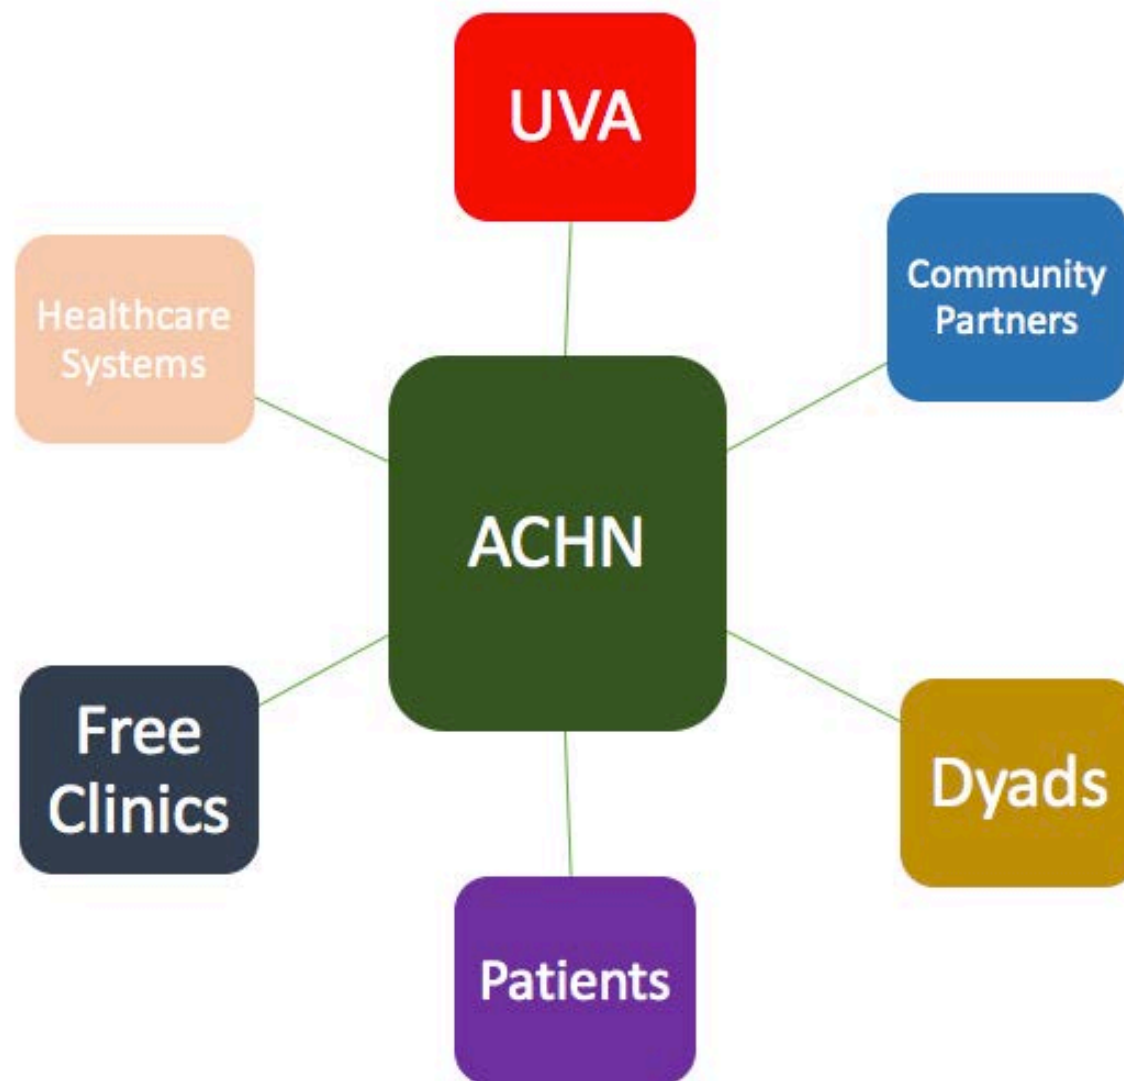 UVA
Community
Partners
Healthcare
Systems
ACHN
Free
Clinics
Dyads
Patients